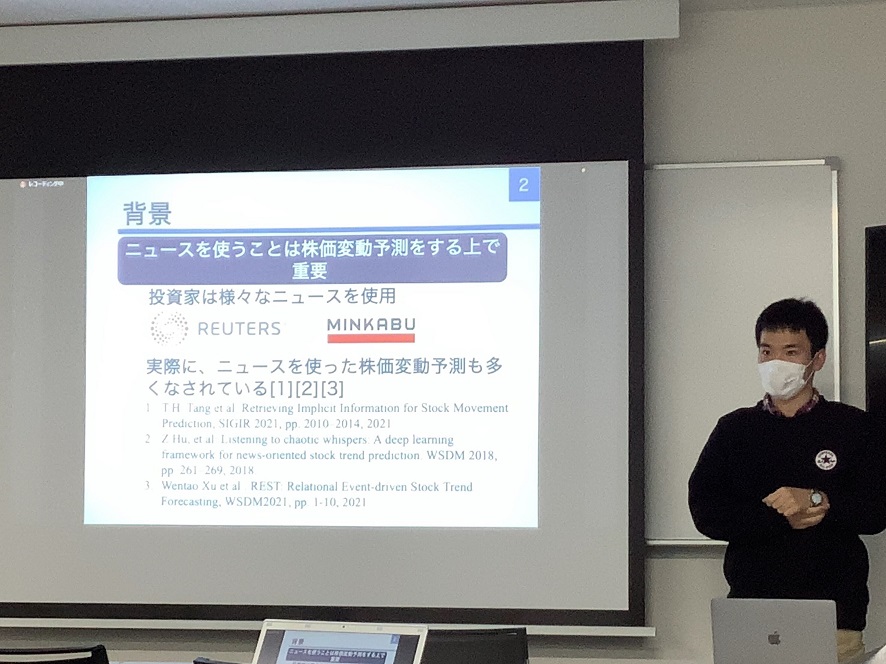 レコーディング中
2
背景
ニュースを使うことは株価変動予測をする上で
重要
投資家は様々なニュースを使用
REUTERS
MINKABU
実際に、ニュースを使った株価変動予測も多
くなされている[1][2][3]
1 T.H. Tang et al. Retrieving Implicit Information for Stock Movement
Prediction, SIGIR 2021, pp. 2010-2014, 2021
2 Z.Hu, et al. Listening to chaotic whispers: A deep learning
framework for news-oriented stock trend prediction. WSDM 2018,
pp. 261-269, 2018
3 Wentao Xu et al. REST: Relational Event-driven Stock Trend
Forecasting, WSDM2021, pp. 1-10, 2021
背景
ニュースを使うことは株価変動予測をする上で
重要